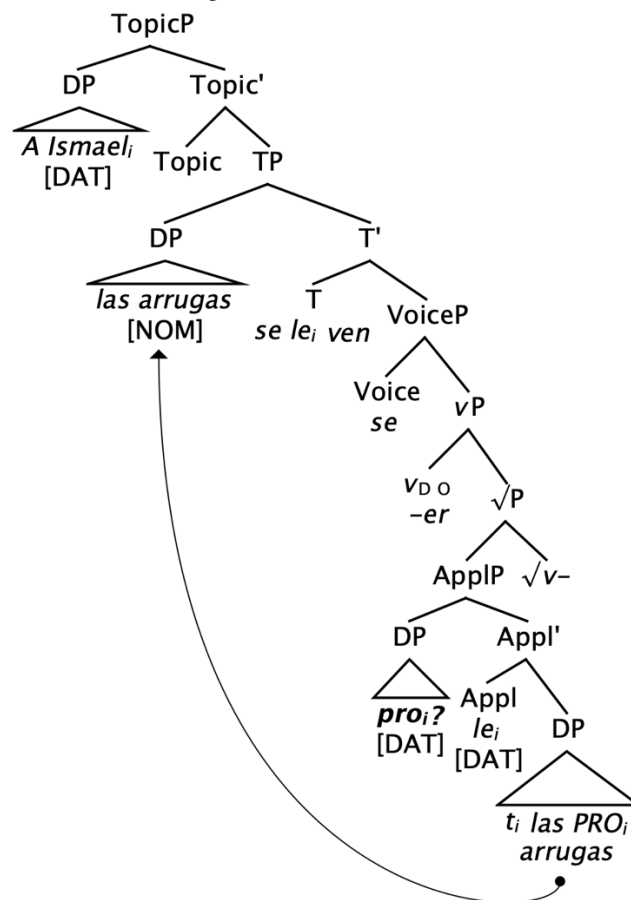 TopicP
DP Topic'
A Ismaelᵢ Topic TP
[DAT]
DP T'
las arrugas T VoiceP
[NOM] se leᵢ ven
Voice vP
se
v_DO √P
-er
ApplP √v-
DP Appl'
proᵢ? Appl DP
[DAT] leᵢ
[DAT]
tᵢ las PROᵢ
arrugas